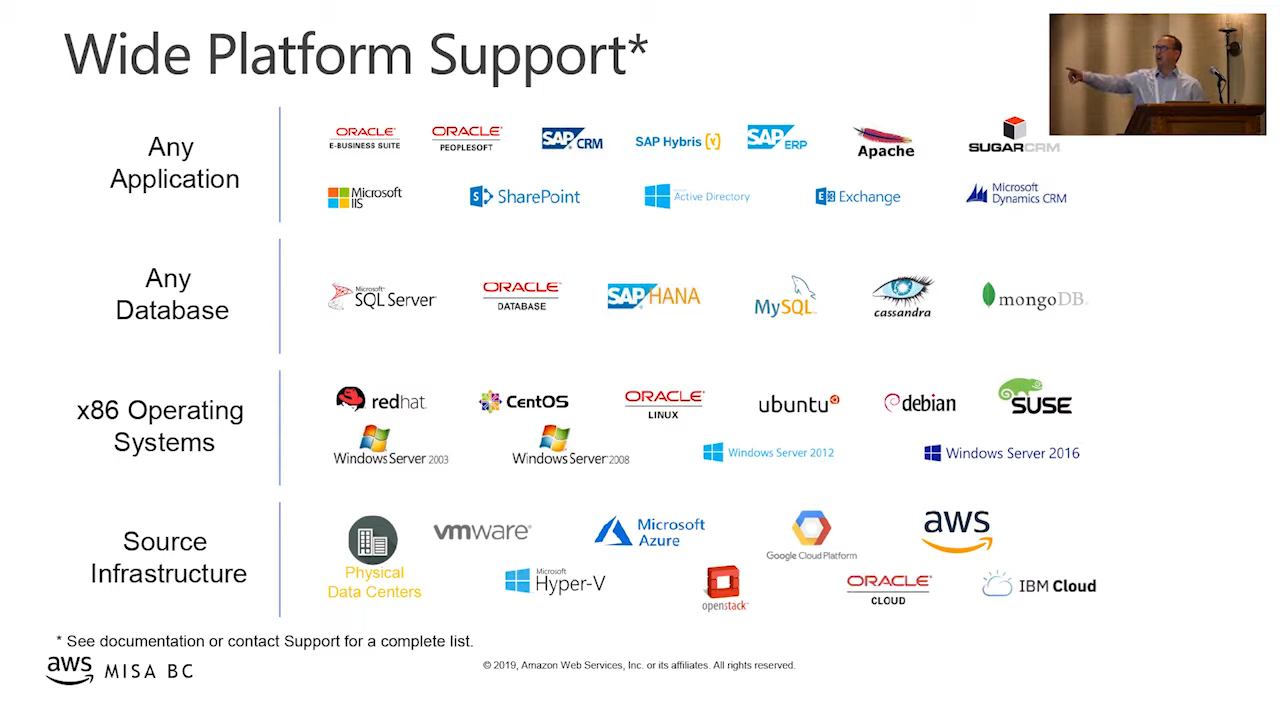 Wide Platform Support*
Any
Application
ORACLE
E-BUSINESS SUITE
ORACLE
PEOPLESOFT
SAP CRM
SAP Hybris (y)
SAP ERP
Apache
SUGARCRM
Microsoft
IIS
S SharePoint
Active Directory
E Exchange
Microsoft
Dynamics CRM
Any
Database
Microsoft
SQL Server
ORACLE
DATABASE
SAP HANA
MySQL
cassandra
mongoDB
x86 Operating
Systems
redhat
CentOS
ORACLE
LINUX
ubuntu
debian
SUSE
Windows Server 2003
Windows Server 2008
Windows Server 2012
Windows Server 2016
Source
Infrastructure
Physical
Data Centers
vmware
Microsoft
Azure
Google Cloud Platform
aws
Microsoft
Hyper-V
openstack
ORACLE
CLOUD
IBM Cloud
* See documentation or contact Support for a complete list.
aws MISA BC
© 2019, Amazon Web Services, Inc. or its affiliates. All rights reserved.